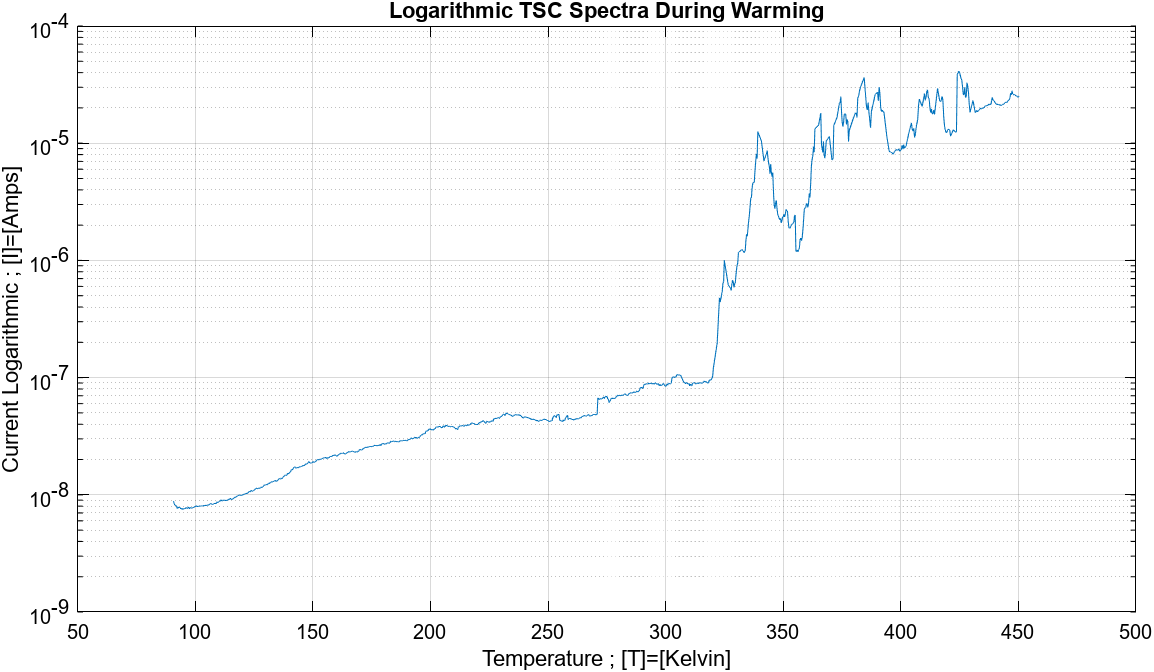 Logarithmic TSC Spectra During Warming
Current Logarithmic ; [I]=[Amps]
10-4
10-5
10-6
10-7
10-8
10-9
50 100 150 200 250 300 350 400 450 500
Temperature ; [T]=[Kelvin]